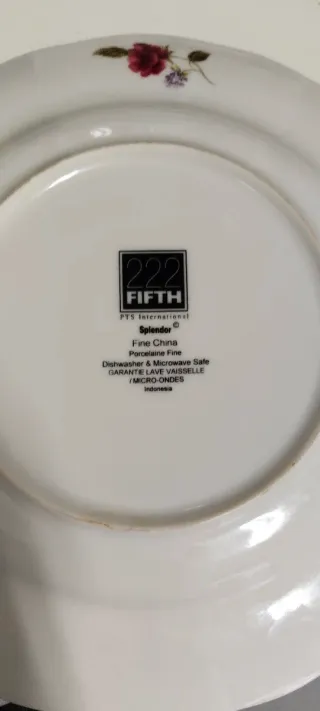 222
FIFTH
PTS International
Splendor ©
Fine China
Porcelaine Fine
Dishwasher & Microwave Safe
GARANTIE LAVE VAISSELLE
/ MICRO-ONDES
Indonesia